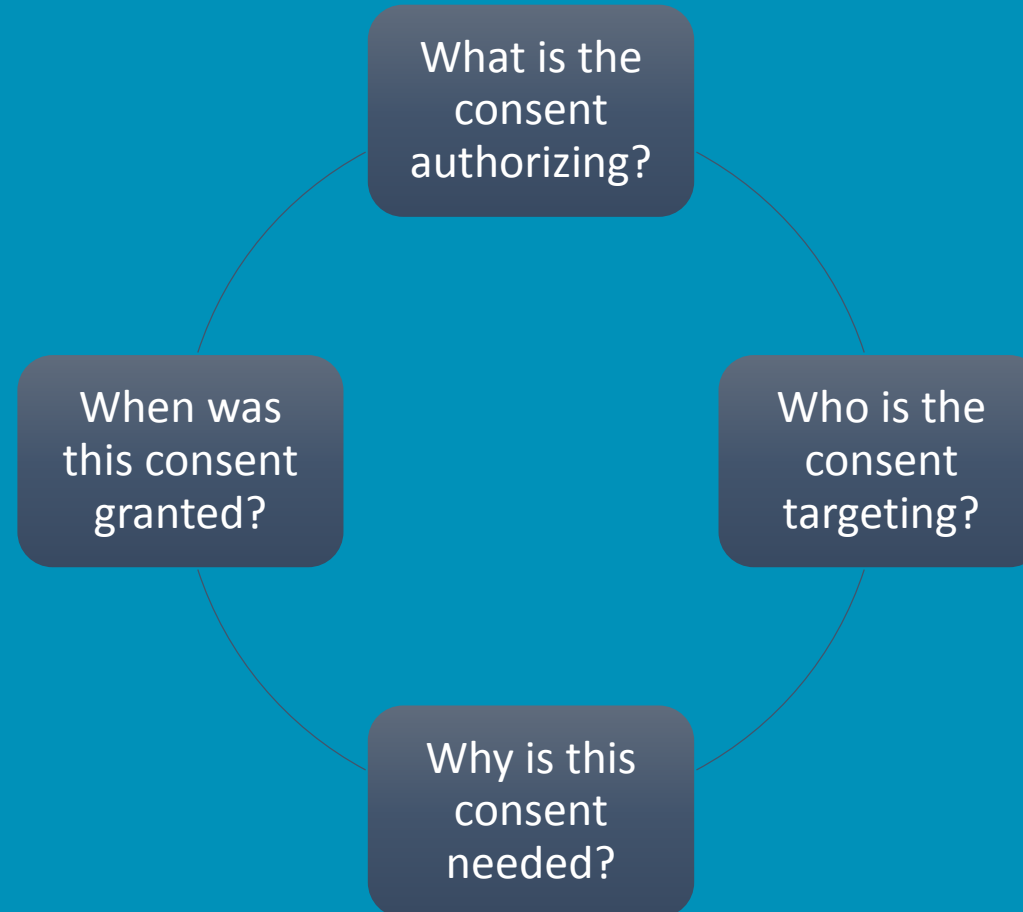 What is the
consent
authorizing?
When was
this consent
granted?
Who is the
consent
targeting?
Why is this
consent
needed?